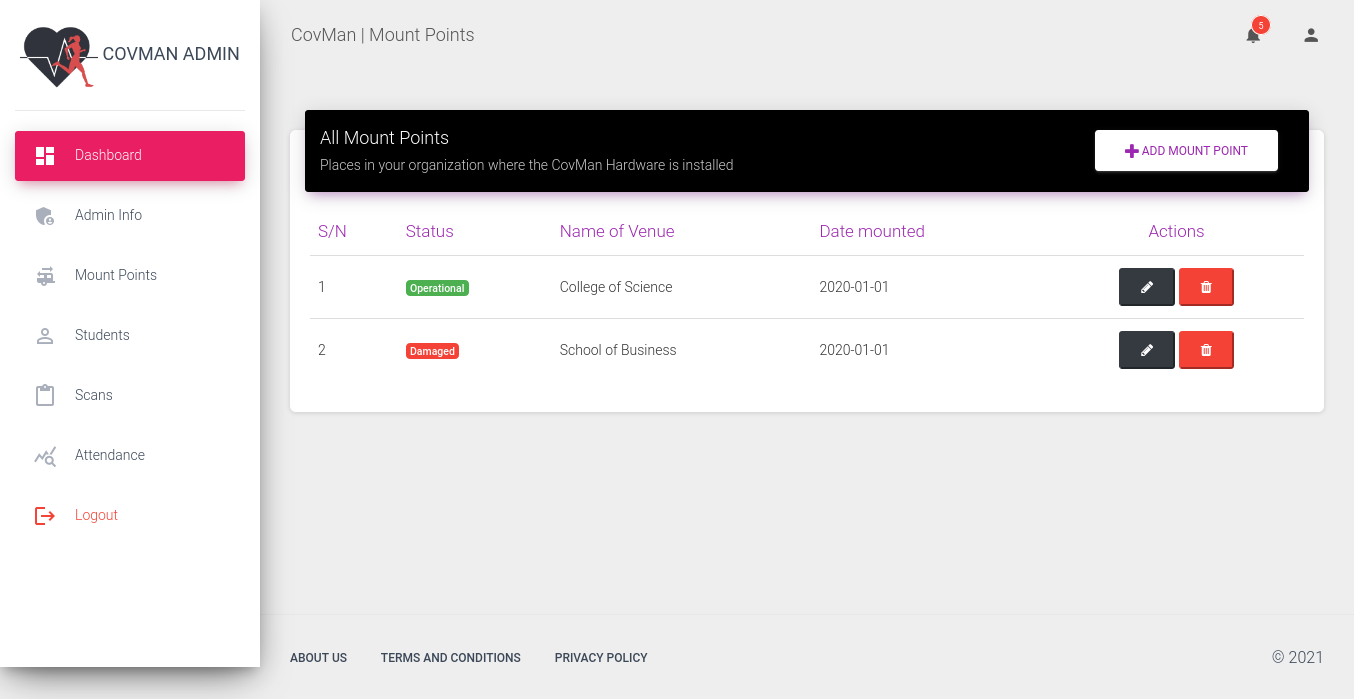 COVMAN ADMIN
CovMan | Mount Points
5
Dashboard
Admin Info
Mount Points
Students
Scans
Attendance
Logout
All Mount Points
Places in your organization where the CovMan Hardware is installed
ADD MOUNT POINT
S/N Status Name of Venue Date mounted Actions
1 Operational College of Science 2020-01-01
2 Damaged School of Business 2020-01-01
ABOUT US TERMS AND CONDITIONS PRIVACY POLICY © 2021